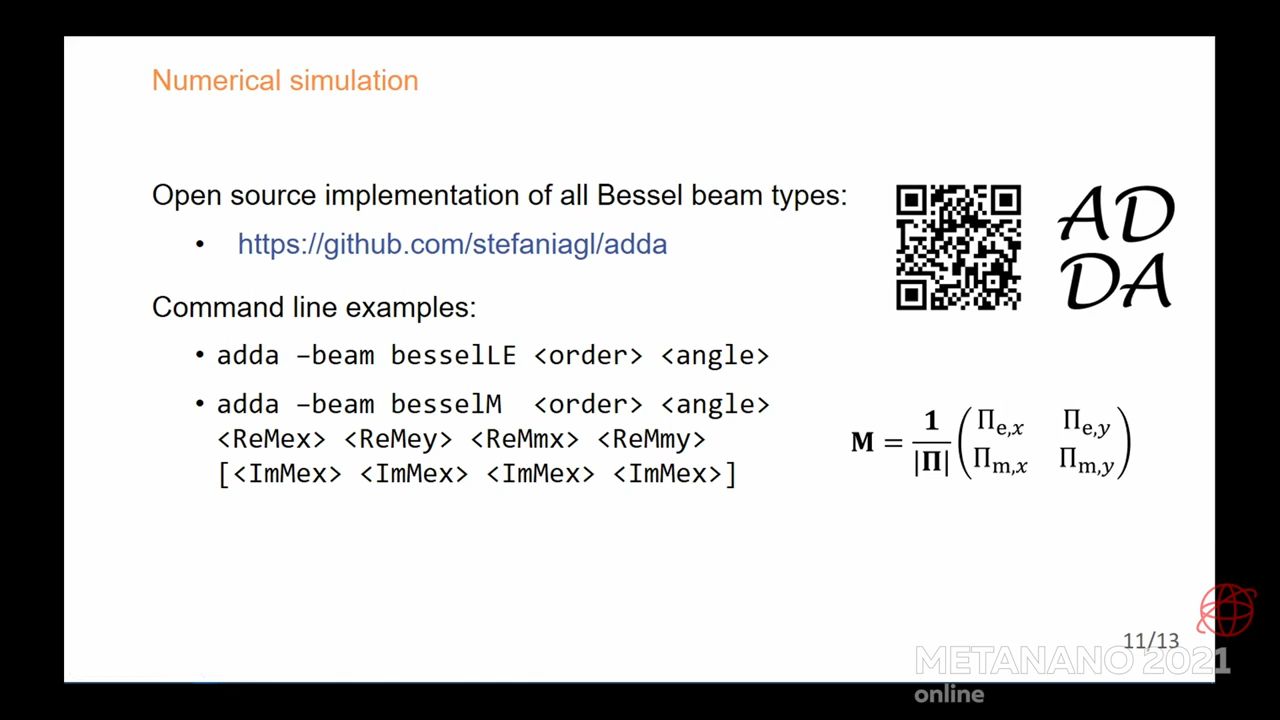 Numerical simulation
Open source implementation of all Bessel beam types:
• https://github.com/stefaniagl/adda
AD
DA
Command line examples:
• adda –beam besselLE <order> <angle>
• adda –beam besselM <order> <angle>
<ReMex> <ReMey> <ReMmx> <ReMmy>
[<ImMex> <ImMex> <ImMex> <ImMex>]
M = 1/|Π| (Πe,x Πe,y
Πm,x Πm,y)
11/13
METANANO 2021
online